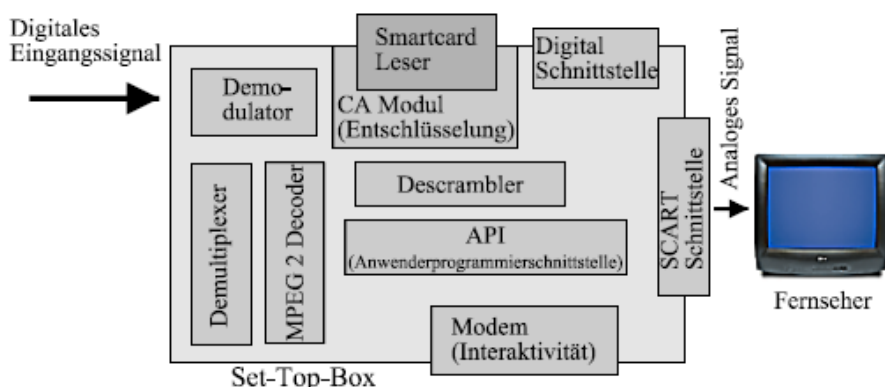 Digitales
Eingangssignal
Smartcard
Leser
Digital
Schnittstelle
Demo-
dulator
CA Modul
(Entschlüsselung)
Analoges Signal
Descrambler
Demultiplexer
MPEG 2 Decoder
API
(Anwenderprogrammierschnittstelle)
SCART
Schnittstelle
Modem
(Interaktivität)
Fernseher
Set-Top-Box